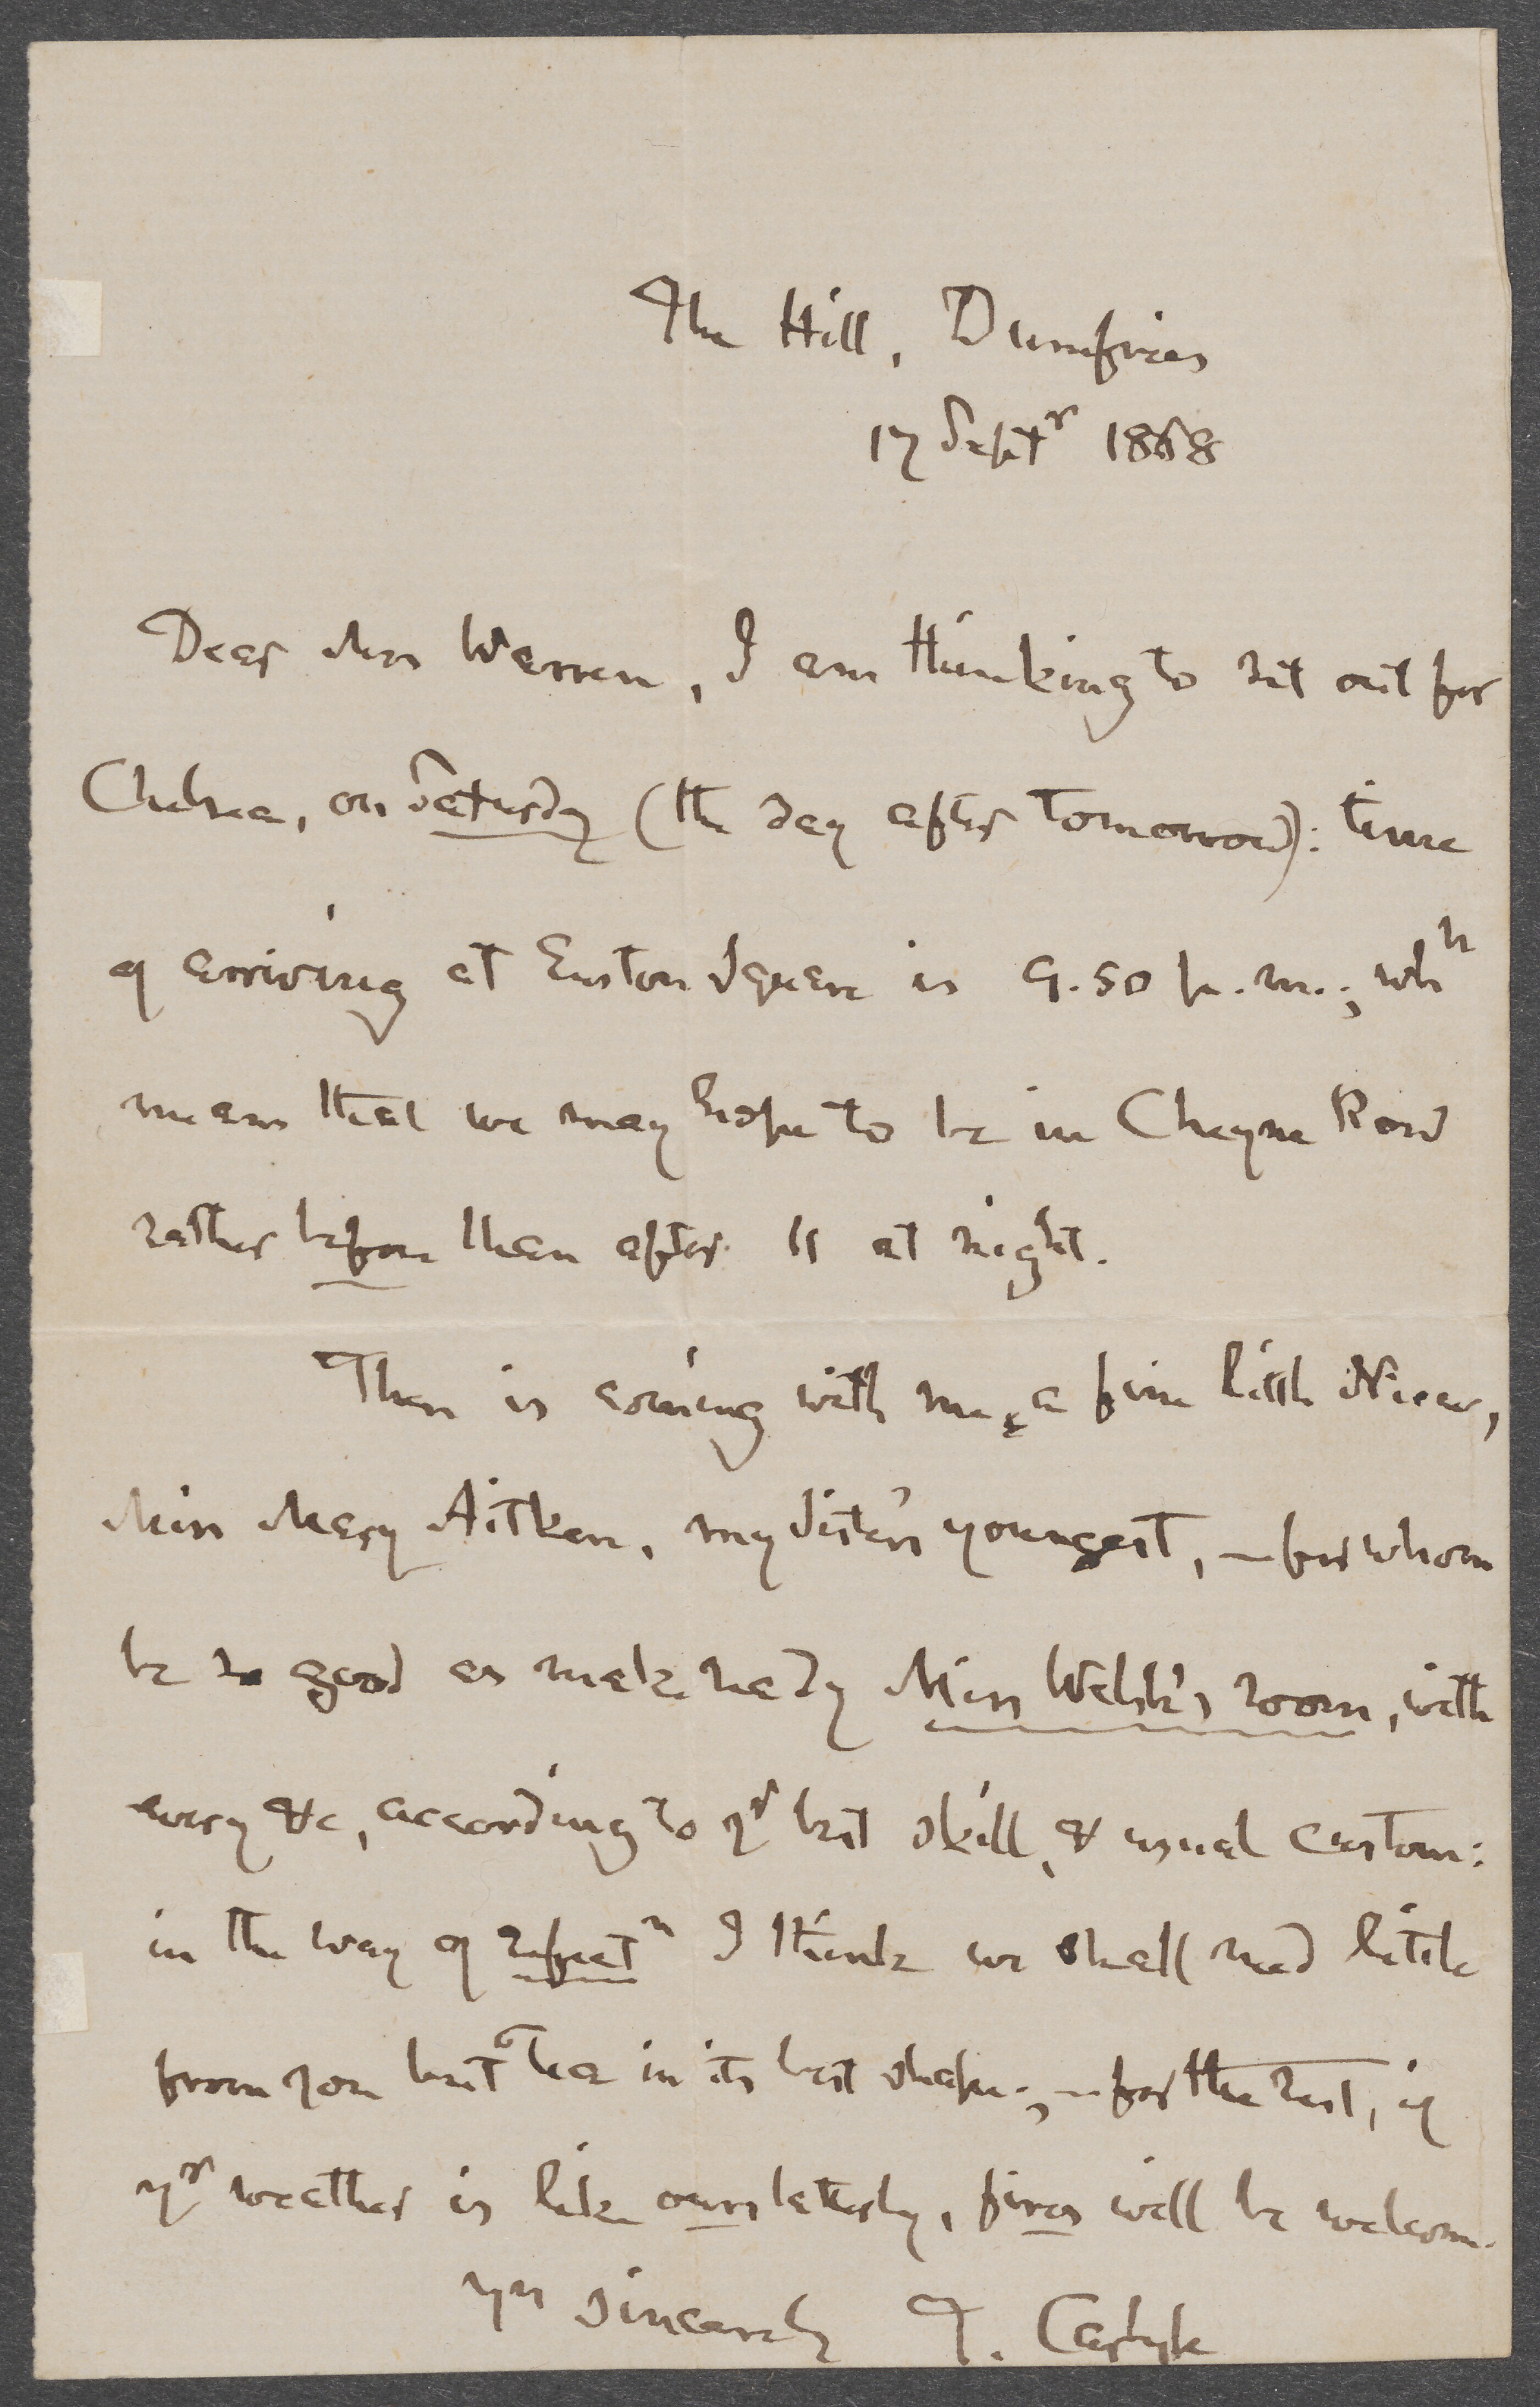 The Hill, Dumfries
17 Septr 1868
Dear Mrs Warren, I am thinking to set out for
Chelsea, on Saturdy (the day after tomorrow): time
of arriving at Euston Square is 9.50 p.m.; whh
means that we may hope to be in Cheyne Row
rather before than after 11 at night.
There is coming with me, a fine little Niece,
Miss Mary Aitken, my Sister's youngest, — for whom
be so good as make ready Miss Welsh's room, with
every &c, according to yr best skill, & usual custom:
in the way of refectn I think we shall need little
from you but tea in its best shape; — for the rest, if
yr weather is like ours latterly, fires will be welcome.
Yrs sincerely T. Carlyle